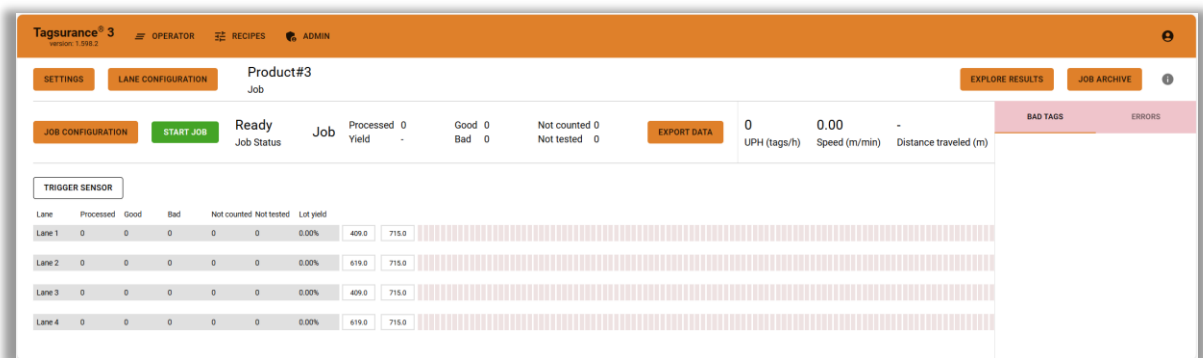 Tagsurance® 3
version: 1.598.2
OPERATOR
RECIPES
ADMIN
SETTINGS
LANE CONFIGURATION
Product#3
Job
EXPLORE RESULTS
JOB ARCHIVE
JOB CONFIGURATION
START JOB
Ready
Job Status
Job
Processed 0
Yield -
Good 0
Bad 0
Not counted 0
Not tested 0
EXPORT DATA
0
UPH (tags/h)
0.00
Speed (m/min)
-
Distance traveled (m)
BAD TAGS
ERRORS
TRIGGER SENSOR
Lane Processed Good Bad Not counted Not tested Lot yield
Lane 1 0 0 0 0 0 0.00% 409.0 715.0
Lane 2 0 0 0 0 0 0.00% 619.0 715.0
Lane 3 0 0 0 0 0 0.00% 409.0 715.0
Lane 4 0 0 0 0 0 0.00% 619.0 715.0